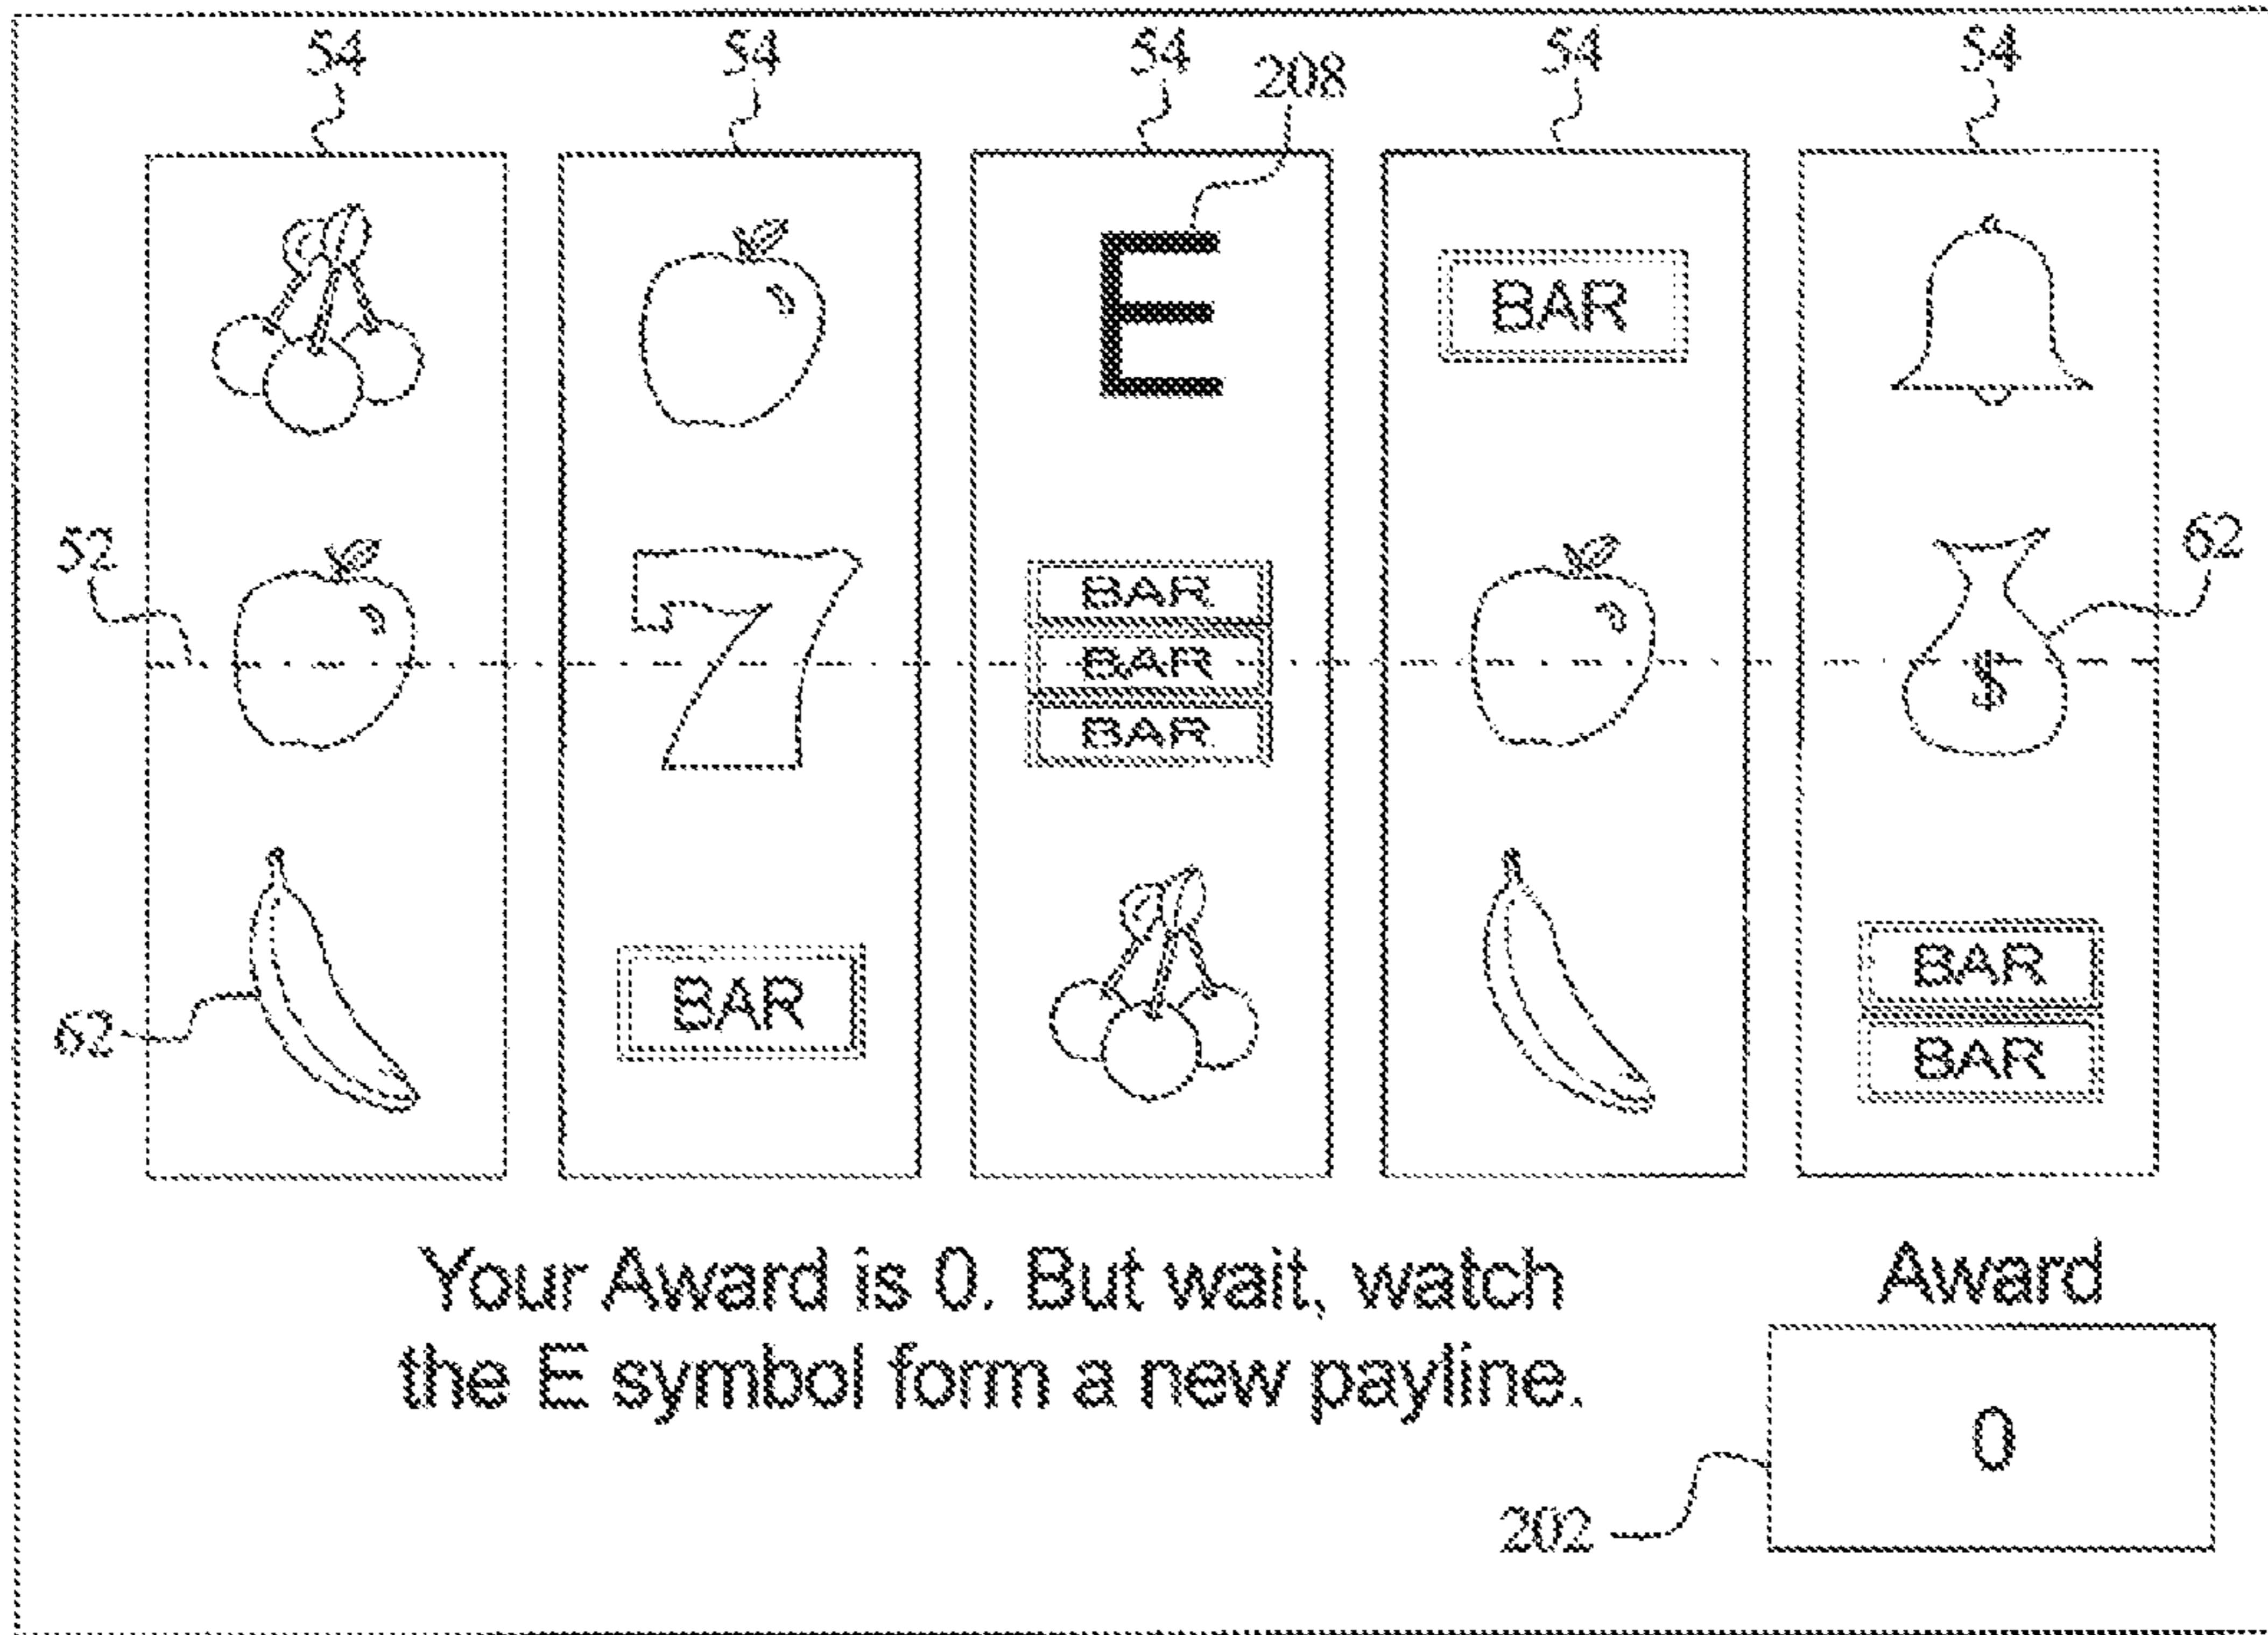 54 54 54 54 54
208
E BAR
52 62
7 BAR
BAR
BAR
$
62 BAR BAR
BAR
Your Award is 0. But wait, watch
the E symbol form a new payline.
Award
0
202